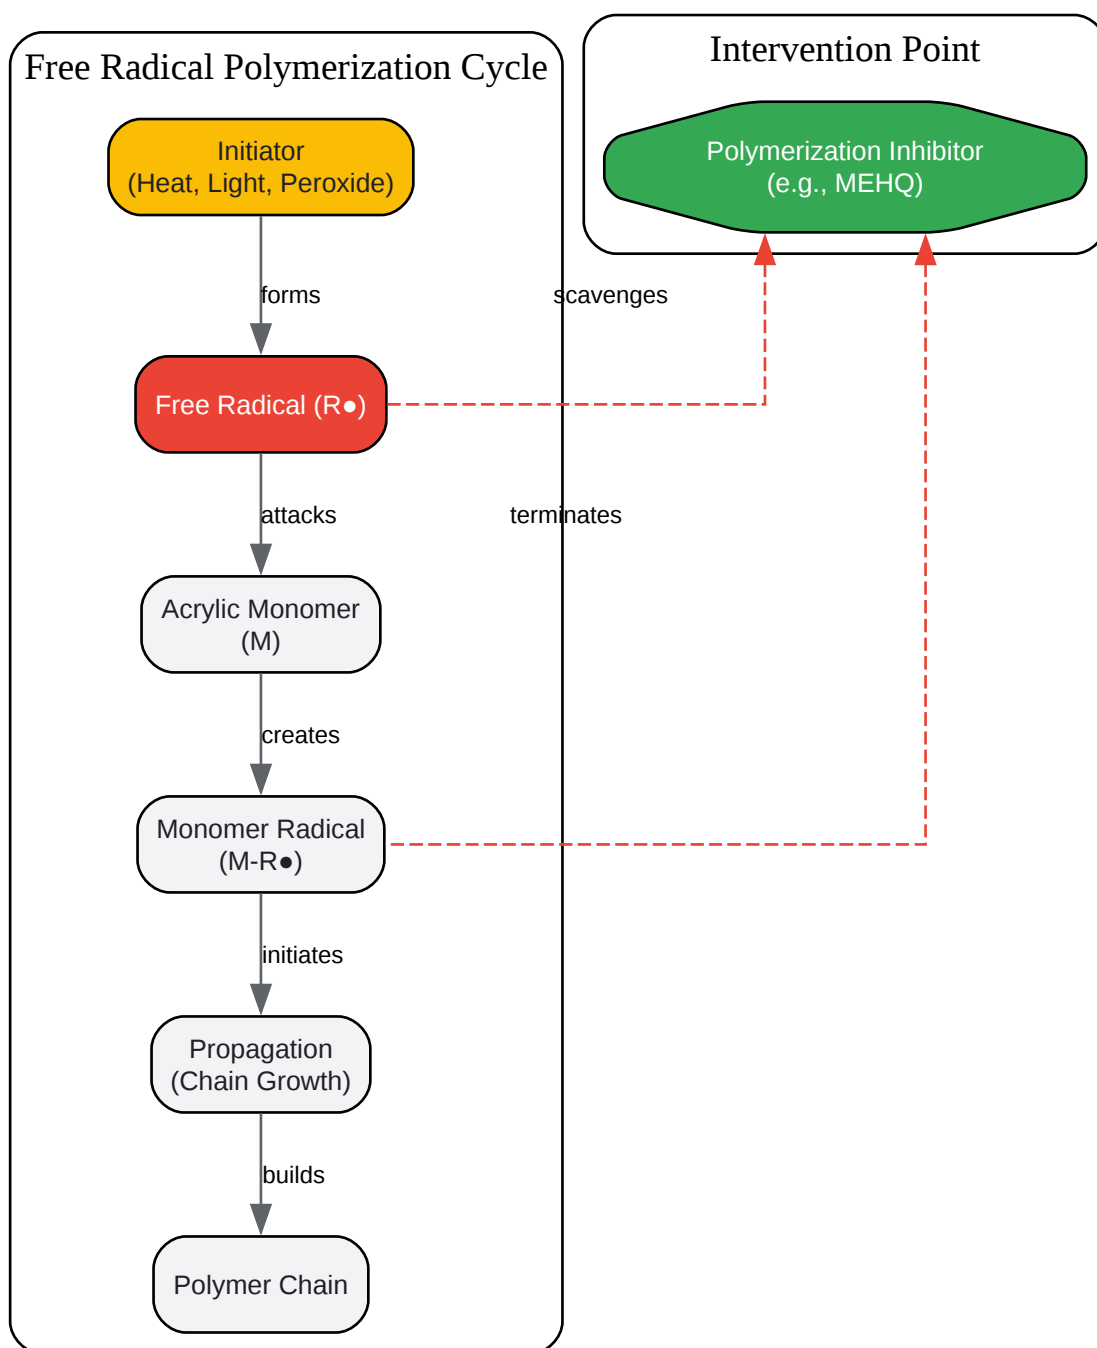 Free Radical Polymerization Cycle
Intervention Point
Initiator
(Heat, Light, Peroxide)
Polymerization Inhibitor
(e.g., MEHQ)
forms
scavenges
Free Radical (R●)
attacks
terminates
Acrylic Monomer
(M)
creates
Monomer Radical
(M-R●)
initiates
Propagation
(Chain Growth)
builds
Polymer Chain